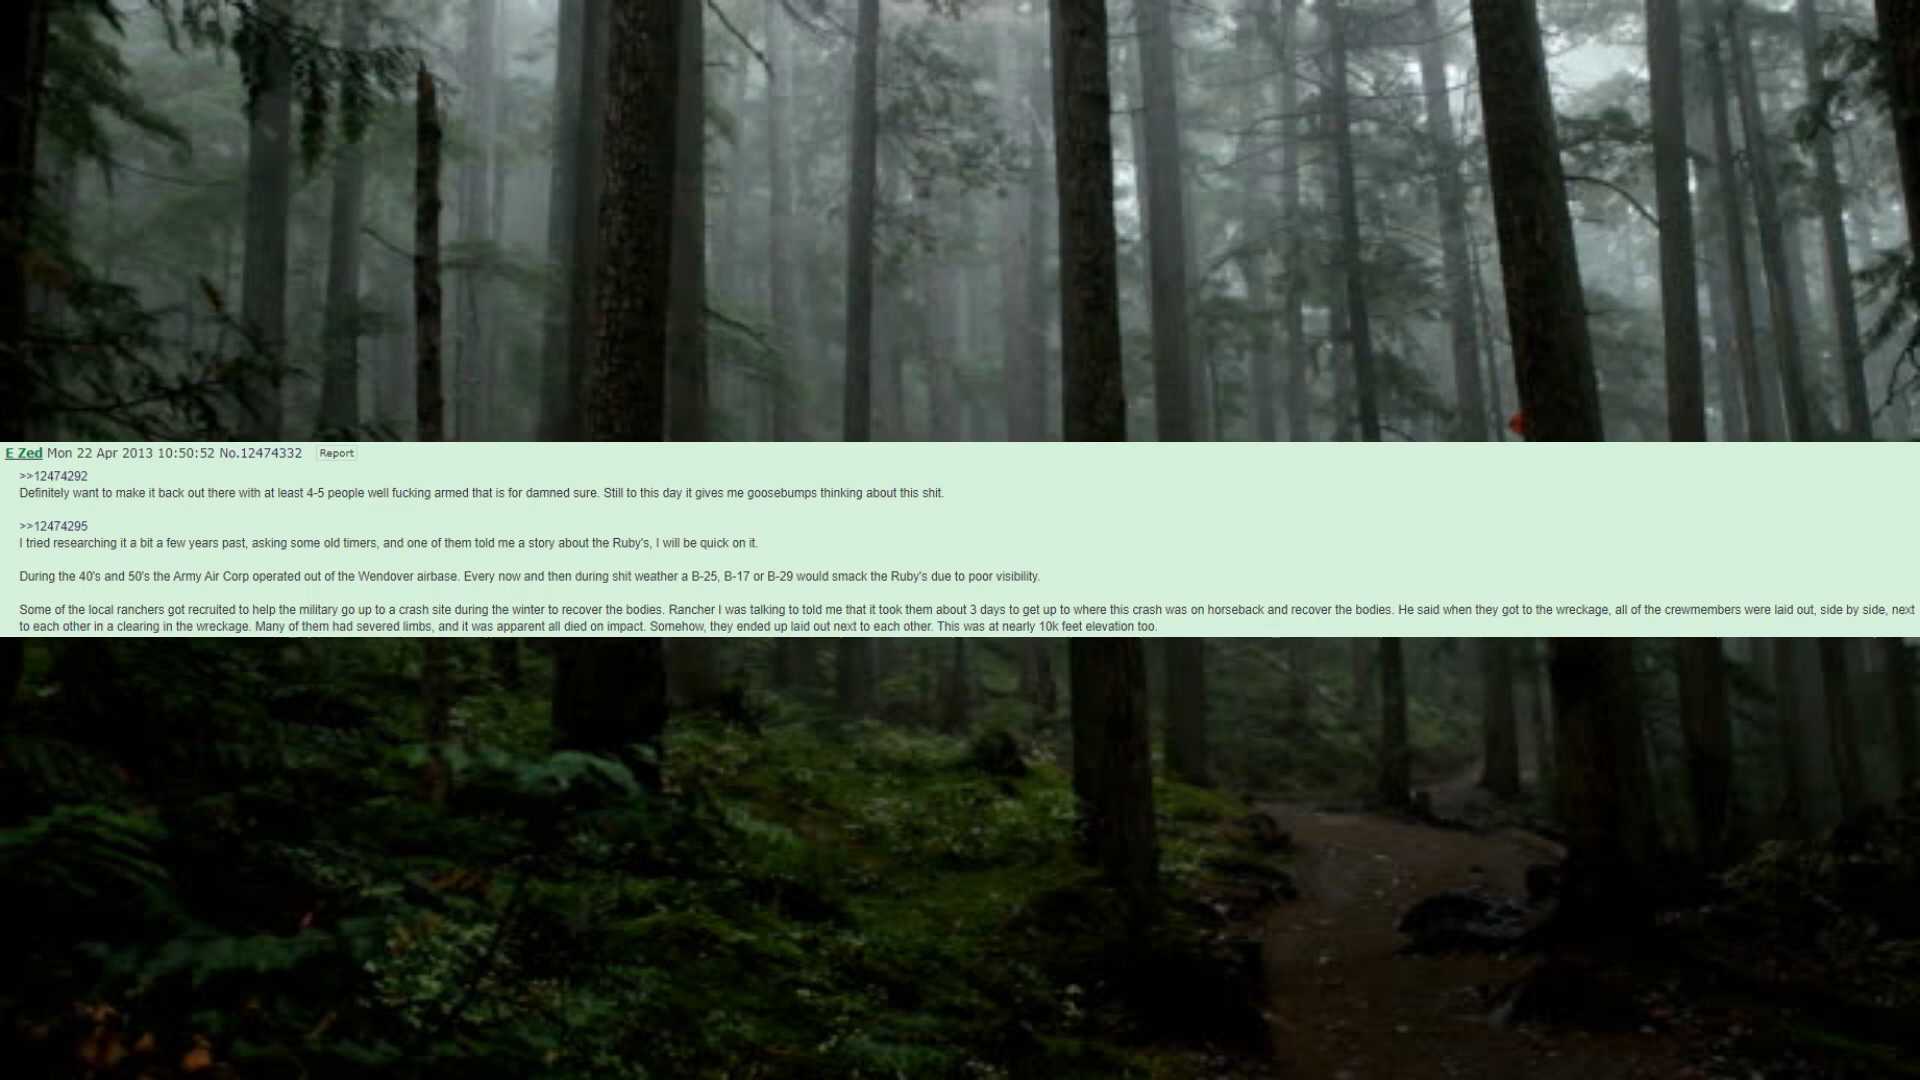 E Zed Mon 22 Apr 2013 10:50:52 No.12474332 Report
>>12474292
Definitely want to make it back out there with at least 4-5 people well fucking armed that is for damned sure. Still to this day it gives me goosebumps thinking about this shit.
>>12474295
I tried researching it a bit a few years past, asking some old timers, and one of them told me a story about the Ruby's, I will be quick on it.
During the 40's and 50's the Army Air Corp operated out of the Wendover airbase. Every now and then during shit weather a B-25, B-17 or B-29 would smack the Ruby's due to poor visibility.
Some of the local ranchers got recruited to help the military go up to a crash site during the winter to recover the bodies. Rancher I was talking to told me that it took them about 3 days to get up to where this crash was on horseback and recover the bodies. He said when they got to the wreckage, all of the crewmembers were laid out, side by side, next
to each other in a clearing in the wreckage. Many of them had severed limbs, and it was apparent all died on impact. Somehow, they ended up laid out next to each other. This was at nearly 10k feet elevation too.